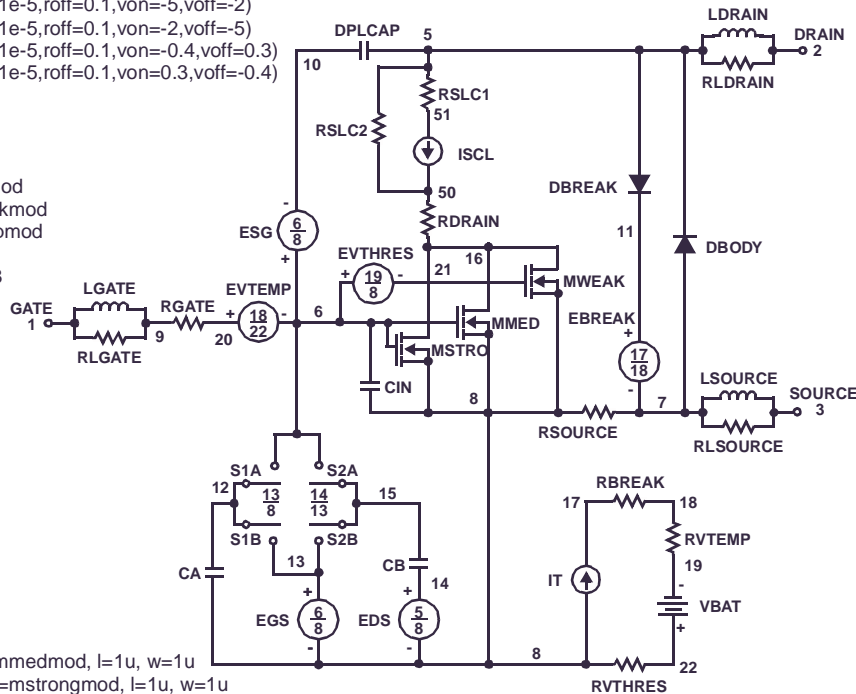 1e-5,roff=0.1,von=-5,voff=-2)
1e-5,roff=0.1,von=-2,voff=-5)
1e-5,roff=0.1,von=-0.4,voff=0.3)
1e-5,roff=0.1,von=0.3,voff=-0.4)
LDRAIN
DPLCAP 5 DRAIN
10 2
RLDRAIN
RSLC1
51
RSLC2
ISCL
od
kmod
omod
50
DBREAK
RDRAIN
ESG 6 8
- +
11
DBODY
EVTHRES
16
21
+ 19 8 -
MWEAK
LGATE EVTEMP
GATE RGATE 6
1 + 18 22 -
9 20
MMED
EBREAK
+
MSTRO
RLGATE
17 18
-
LSOURCE
CIN
8 7 SOURCE
3
RSOURCE
RLSOURCE
S1A S2A
12 13 8 14 13 15
S1B S2B
RBREAK
17 18
RVTEMP
13
CA CB
19
14
IT
-
VBAT
+ +
EGS 6 8 EDS 5 8
- -
+
8 22
RVTHRES
mmedmod, l=1u, w=1u
=mstrongmod, l=1u, w=1u